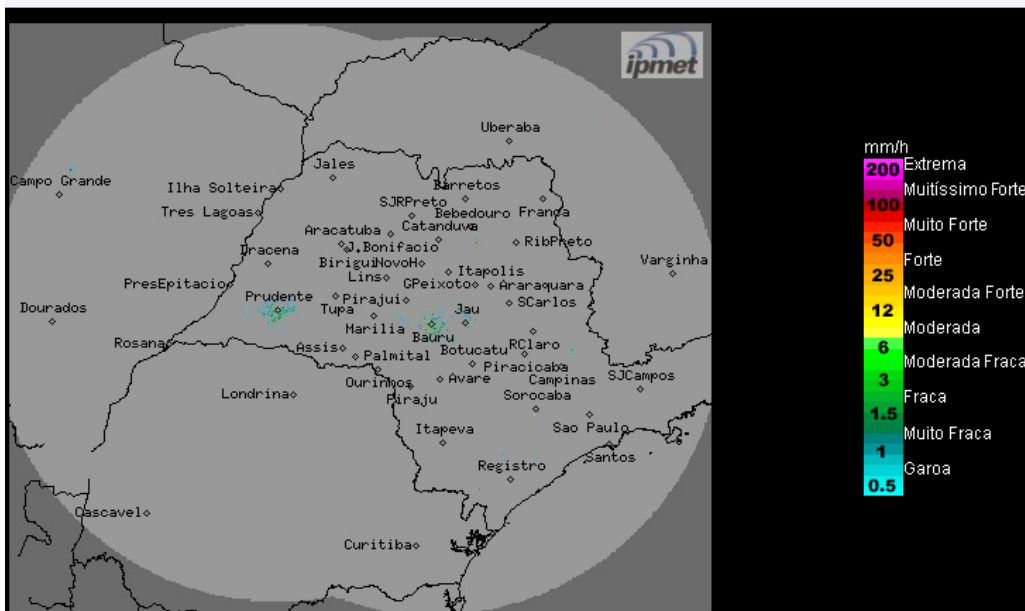 ipmet
Uberaba
Jales
Campo Grande
Ilha Solteira
Barretos
SJRPreto
Tres Lagoas
Bebedouro
Franca
Catanduva
Aracatuba
RibPreto
J.Bonifacio
Dracena
Birigui
NovoH
Itapolis
Varginha
Lins
GPeixoto
Araraquara
PresEpitacio
Prudente
Tupa
Pirajui
SCarlos
Dourados
Jau
Marilia
Bauru
Rosana
Assis
Botucatu
RClaro
Palmital
Piracicaba
SJCampos
Ourinhos
Avare
Campinas
Londrina
Piraju
Sorocaba
Itapeva
Sao Paulo
Santos
Registro
Cascavel
Curitiba
mm/h
200 Extrema
Muitíssimo Forte
100
Muito Forte
50
Forte
25
Moderada Forte
12
Moderada
6
Moderada Fraca
3
Fraca
1.5
Muito Fraca
1
Garoa
0.5